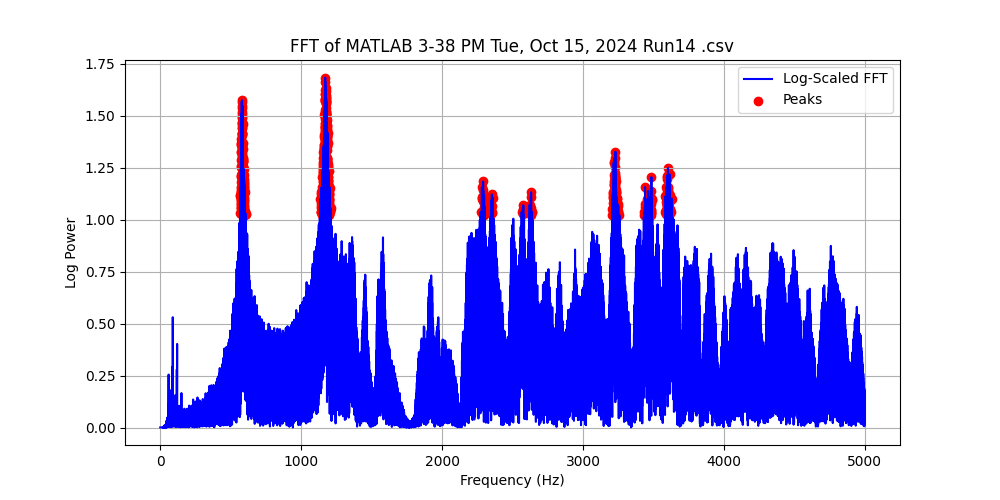 FFT of MATLAB 3-38 PM Tue, Oct 15, 2024 Run14 .csv
Log-Scaled FFT
Peaks
1.75
1.50
1.25
1.00
0.75
0.50
0.25
0.00
Log Power
0 1000 2000 3000 4000 5000
Frequency (Hz)